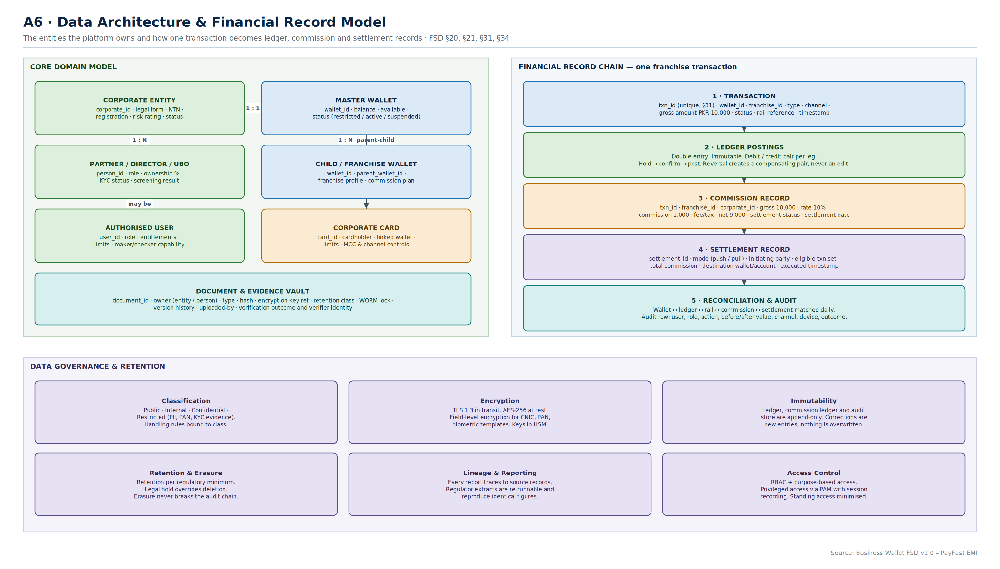 A6 · Data Architecture & Financial Record Model
The entities the platform owns and how one transaction becomes ledger, commission and settlement records · FSD §20, §21, §31, §34
CORE DOMAIN MODEL
CORPORATE ENTITY
corporate_id · legal form · NTN ·
registration · risk rating · status
1 : 1
MASTER WALLET
wallet_id · balance · available ·
status (restricted / active / suspended)
1 : N
1 : N parent-child
PARTNER / DIRECTOR / UBO
person_id · role · ownership % ·
KYC status · screening result
CHILD / FRANCHISE WALLET
wallet_id · parent_wallet_id ·
franchise profile · commission plan
may be
AUTHORISED USER
user_id · role · entitlements ·
limits · maker/checker capability
CORPORATE CARD
card_id · cardholder · linked wallet ·
limits · MCC & channel controls
DOCUMENT & EVIDENCE VAULT
document_id · owner (entity / person) · type · hash · encryption key ref · retention class · WORM lock ·
version history · uploaded-by · verification outcome and verifier identity
FINANCIAL RECORD CHAIN — one franchise transaction
1 · TRANSACTION
txn_id (unique, §31) · wallet_id · franchise_id · type · channel ·
gross amount PKR 10,000 · status · rail reference · timestamp
2 · LEDGER POSTINGS
Double-entry, immutable. Debit / credit pair per leg.
Hold → confirm → post. Reversal creates a compensating pair, never an edit.
3 · COMMISSION RECORD
txn_id · franchise_id · corporate_id · gross 10,000 · rate 10% ·
commission 1,000 · fee/tax · net 9,000 · settlement status · settlement date
4 · SETTLEMENT RECORD
settlement_id · mode (push / pull) · initiating party · eligible txn set ·
total commission · destination wallet/account · executed timestamp
5 · RECONCILIATION & AUDIT
Wallet ↔ ledger ↔ rail ↔ commission ↔ settlement matched daily.
Audit row: user, role, action, before/after value, channel, device, outcome.
DATA GOVERNANCE & RETENTION
Classification
Public · Internal · Confidential ·
Restricted (PII, PAN, KYC evidence).
Handling rules bound to class.
Encryption
TLS 1.3 in transit. AES-256 at rest.
Field-level encryption for CNIC, PAN,
biometric templates. Keys in HSM.
Immutability
Ledger, commission ledger and audit
store are append-only. Corrections are
new entries; nothing is overwritten.
Retention & Erasure
Retention per regulatory minimum.
Legal hold overrides deletion.
Erasure never breaks the audit chain.
Lineage & Reporting
Every report traces to source records.
Regulator extracts are re-runnable and
reproduce identical figures.
Access Control
RBAC + purpose-based access.
Privileged access via PAM with session
recording. Standing access minimised.
Source: Business Wallet FSD v1.0 – PayFast EMI